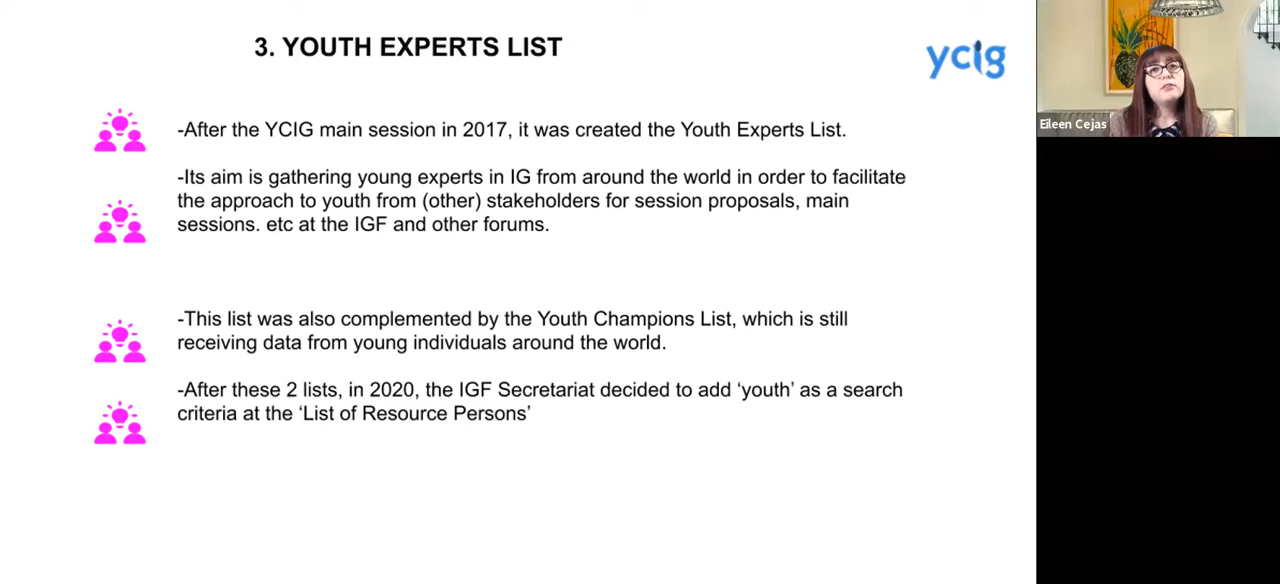 3. YOUTH EXPERTS LIST
ycig
Eileen Cejas
-After the YCIG main session in 2017, it was created the Youth Experts List.
-Its aim is gathering young experts in IG from around the world in order to facilitate
the approach to youth from (other) stakeholders for session proposals, main
sessions. etc at the IGF and other forums.
-This list was also complemented by the Youth Champions List, which is still
receiving data from young individuals around the world.
-After these 2 lists, in 2020, the IGF Secretariat decided to add ‘youth’ as a search
criteria at the ‘List of Resource Persons’